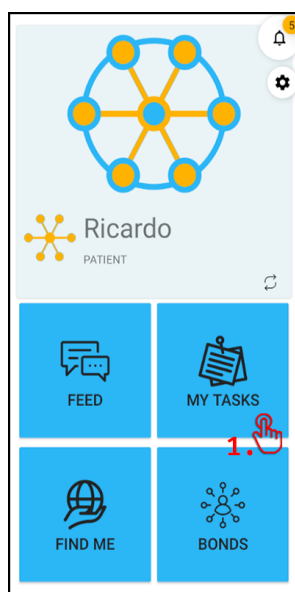 5
Ricardo
PATIENT
FEED
MY TASKS
1.
FIND ME
BONDS